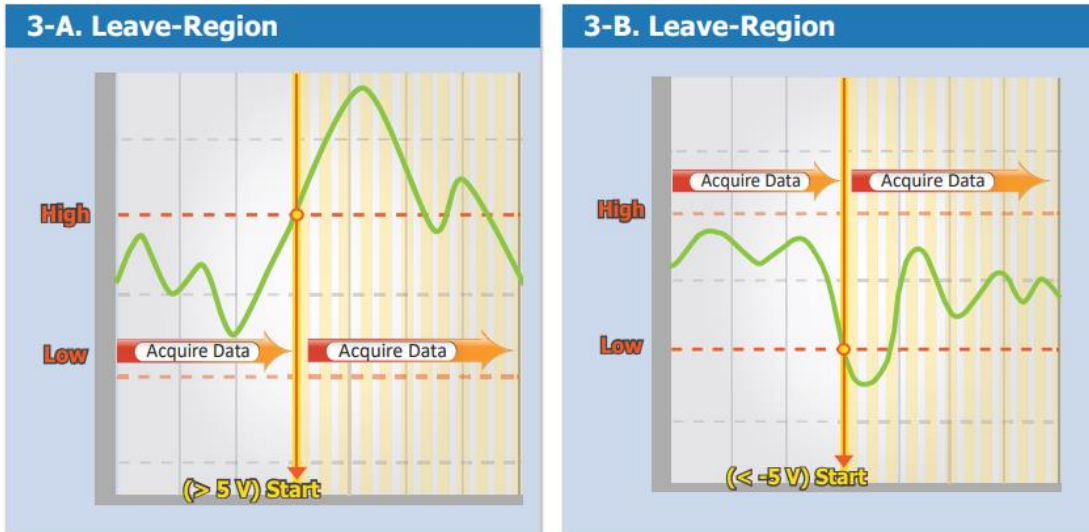 3-A. Leave-Region
High
Low
Acquire Data
Acquire Data
(> 5 V) Start
3-B. Leave-Region
Acquire Data
Acquire Data
High
Low
(< -5 V) Start